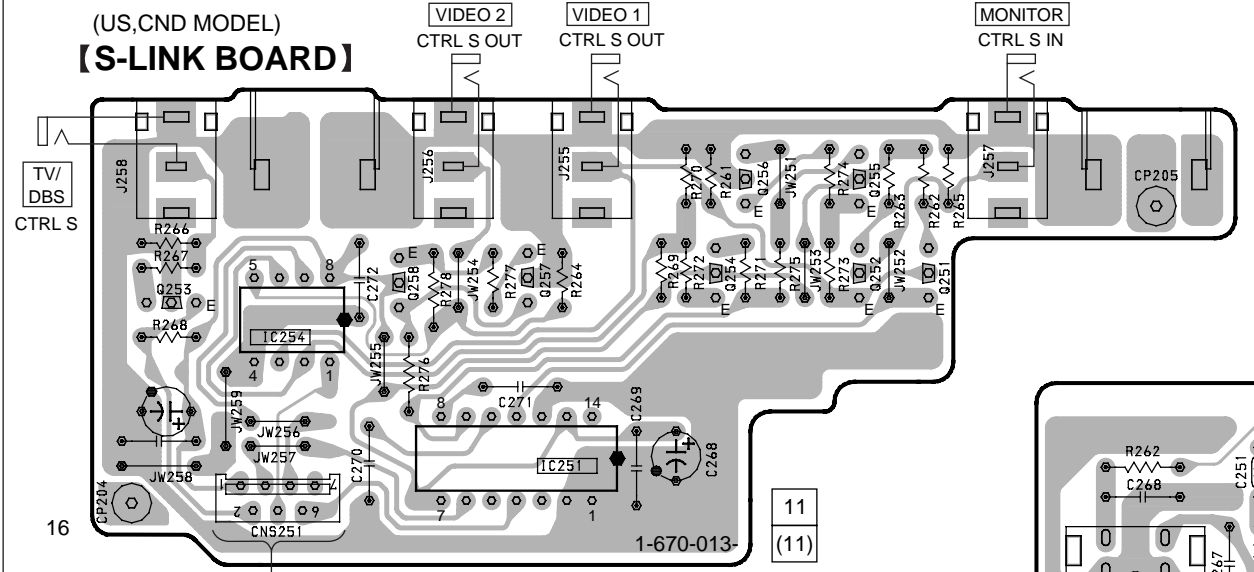 (US,CND MODEL)
【S-LINK BOARD】
VIDEO 2
CTRL S OUT
VIDEO 1
CTRL S OUT
MONITOR
CTRL S IN
TV/
DBS
CTRL S
J258
J256
J255
J257
CP205
R270
R261
Q256
JW251
R274
Q255
R263
R262
R265
E
E
R266
R267
Q253
E
R268
5
8
IC254
4
1
C272
Q258
E
R278
JW254
R277
Q257
E
R264
R269
R272
Q254
R271
R275
JW253
R273
Q252
JW252
Q251
E
E
E
JW255
R276
C271
8
14
IC251
7
1
C269
C268
C270
JW259
JW256
JW257
JW258
CP204
1
7
2
6
CNS251
16
1-670-013-
11
(11)
R262
C268
C251